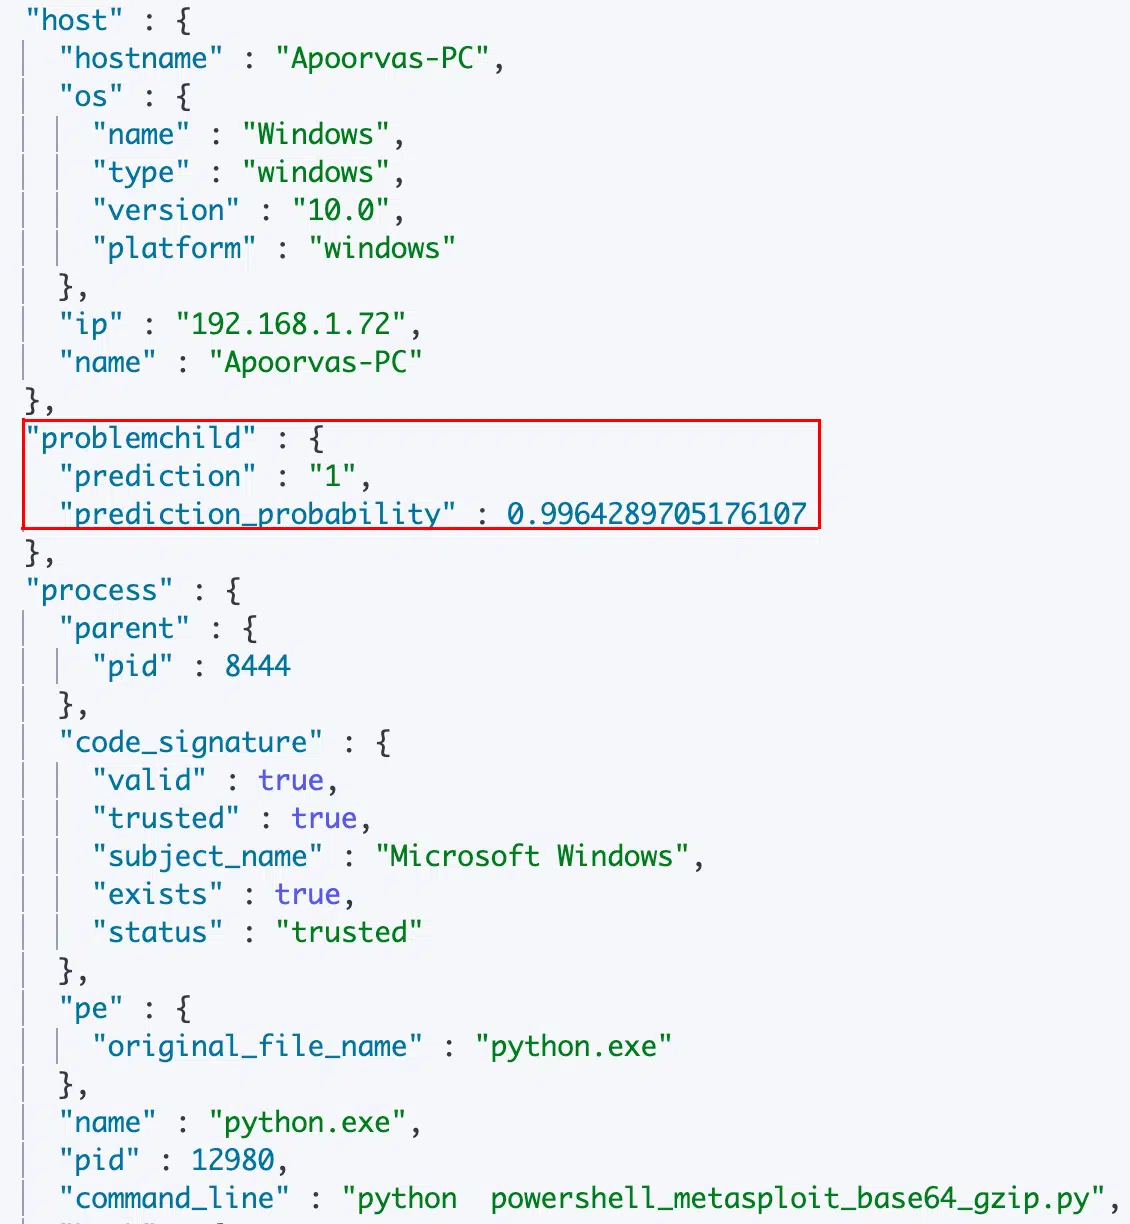 "host" : {
"hostname" : "Apoorvas-PC",
"os" : {
"name" : "Windows",
"type" : "windows",
"version" : "10.0",
"platform" : "windows"
},
"ip" : "192.168.1.72",
"name" : "Apoorvas-PC"
},
"problemchild" : {
"prediction" : "1",
"prediction_probability" : 0.9964289705176107
},
"process" : {
"parent" : {
"pid" : 8444
},
"code_signature" : {
"valid" : true,
"trusted" : true,
"subject_name" : "Microsoft Windows",
"exists" : true,
"status" : "trusted"
},
"pe" : {
"original_file_name" : "python.exe"
},
"name" : "python.exe",
"pid" : 12980,
"command_line" : "python  powershell_metasploit_base64_gzip.py",